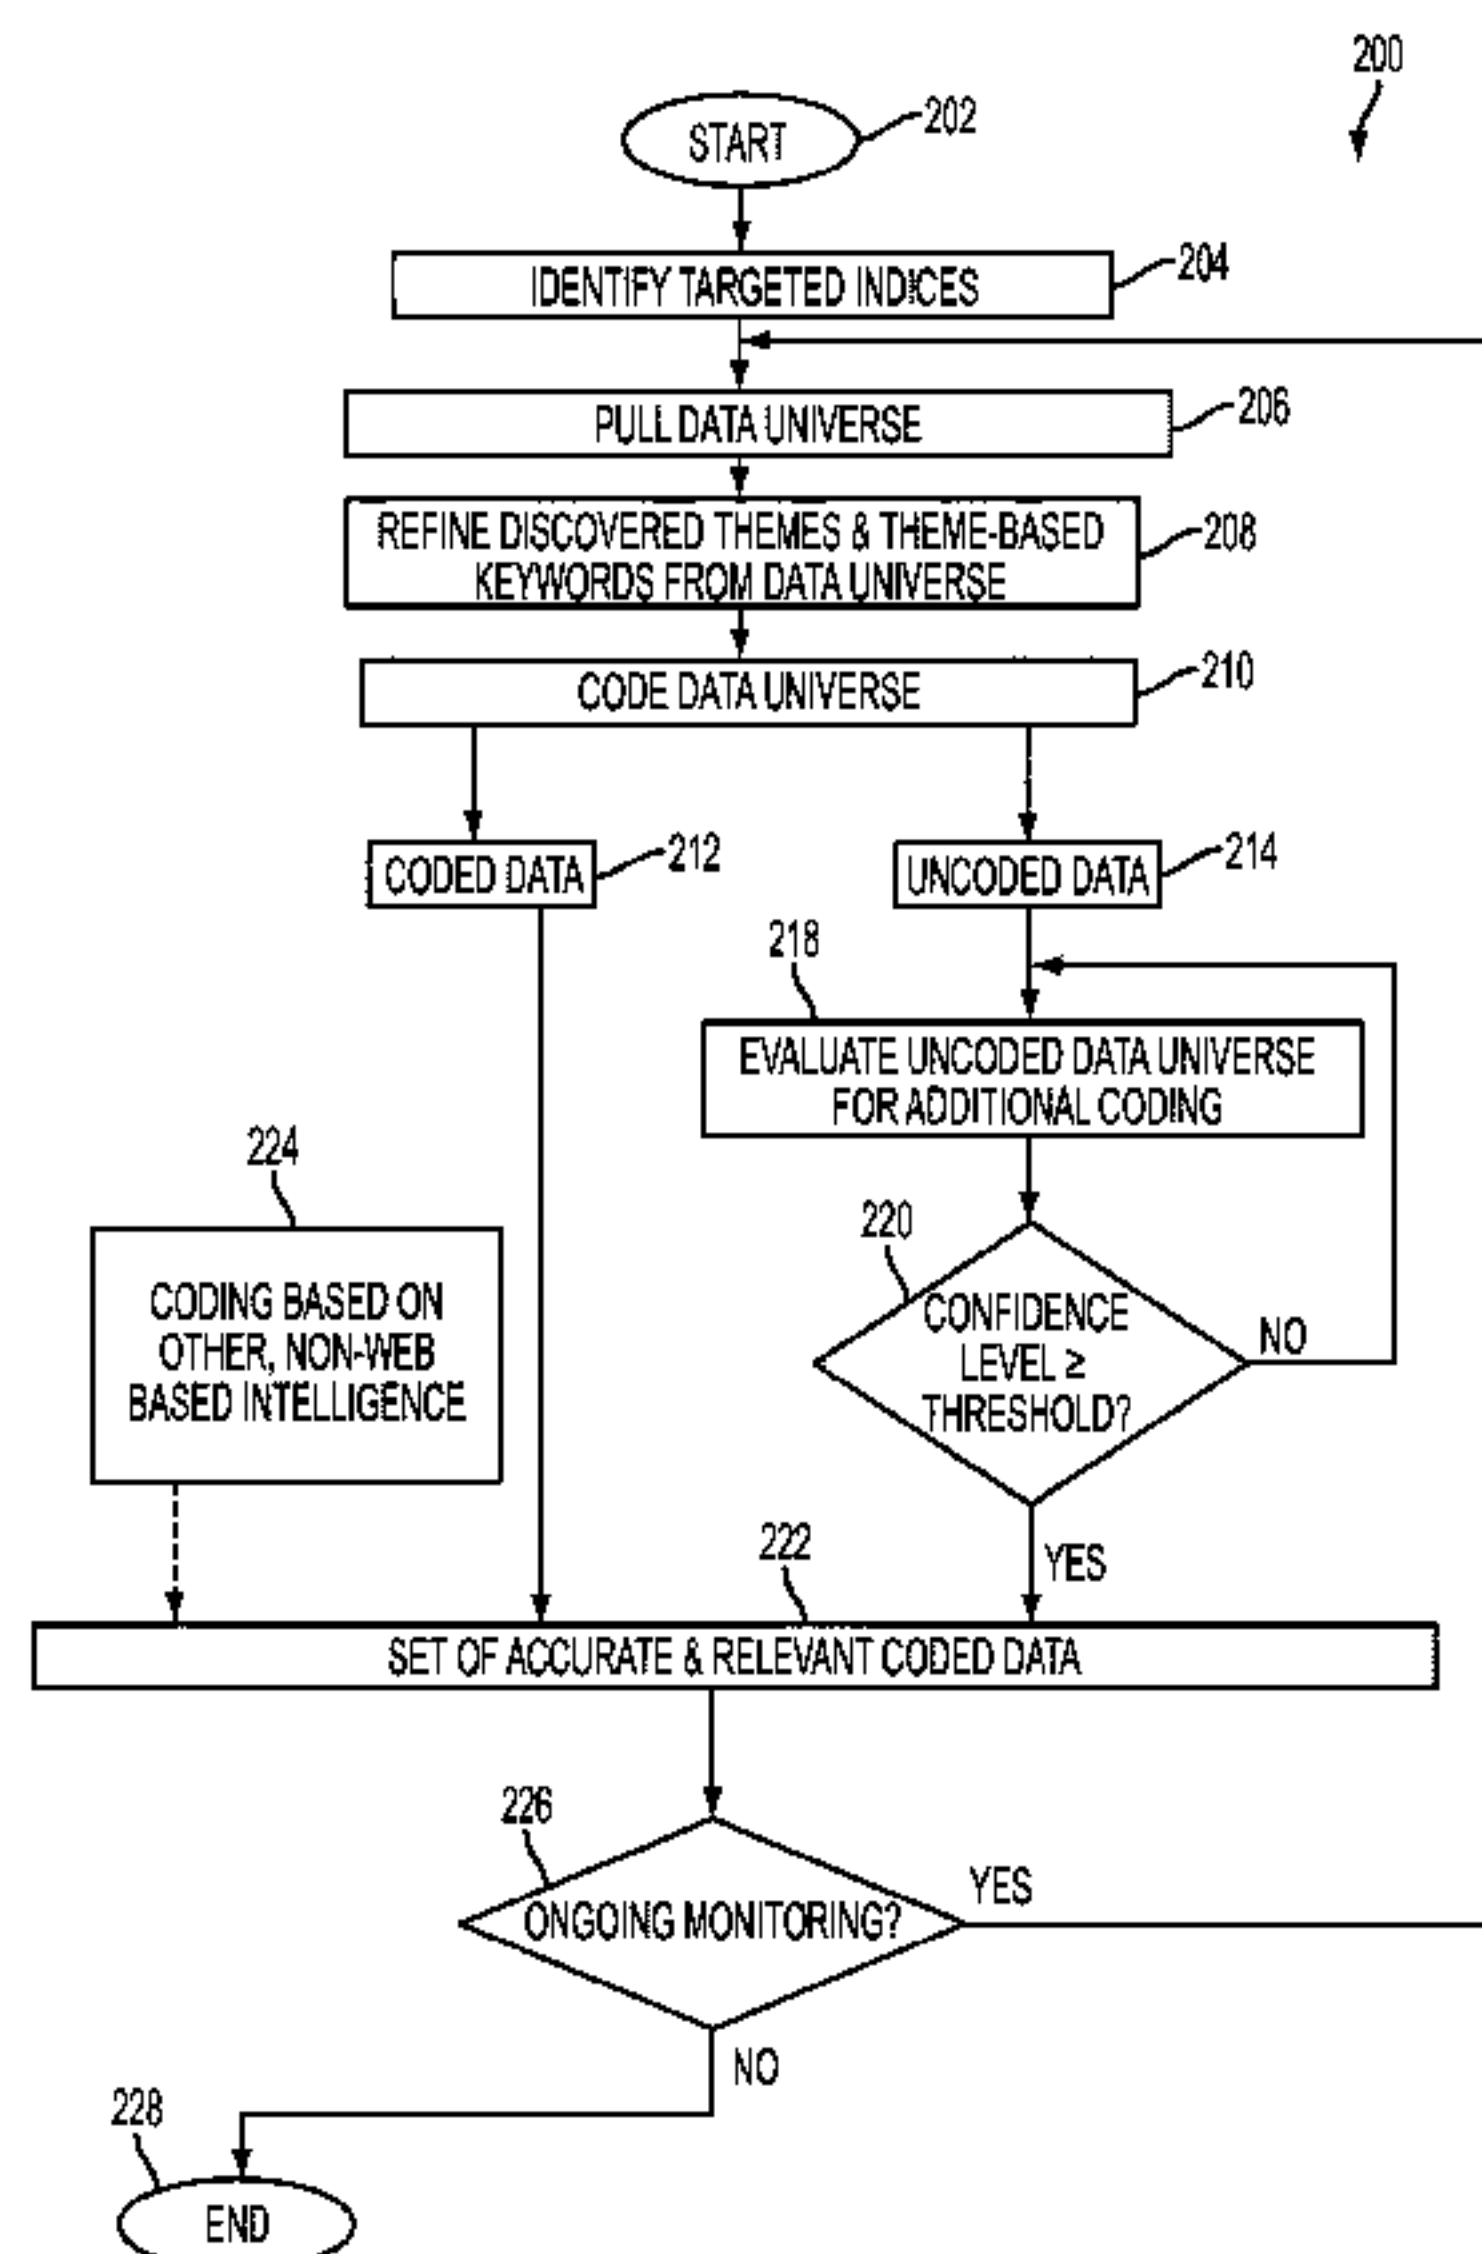 200
START
202
IDENTIFY TARGETED INDICES
204
PULL DATA UNIVERSE
206
REFINE DISCOVERED THEMES & THEME-BASED
KEYWORDS FROM DATA UNIVERSE
208
CODE DATA UNIVERSE
210
CODED DATA
212
UNCODED DATA
214
218
EVALUATE UNCODED DATA UNIVERSE
FOR ADDITIONAL CODING
224
CODING BASED ON
OTHER, NON-WEB
BASED INTELLIGENCE
220
CONFIDENCE
LEVEL ≥
THRESHOLD?
NO
YES
222
SET OF ACCURATE & RELEVANT CODED DATA
226
ONGOING MONITORING?
YES
NO
228
END